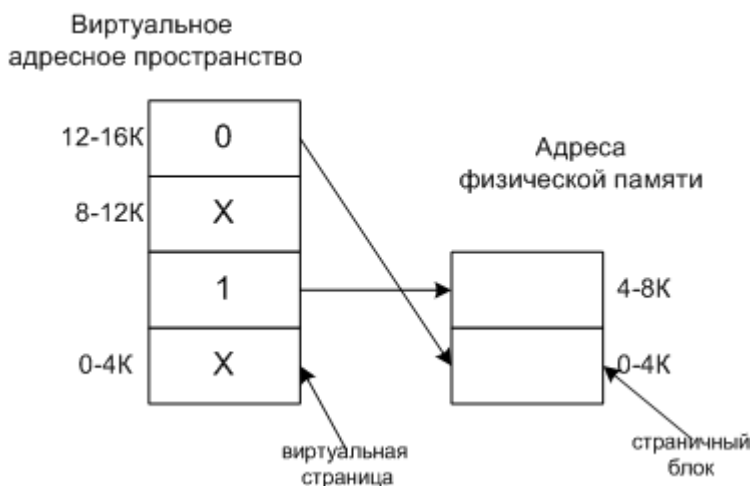 Виртуальное
адресное пространство
12-16К
0
Адреса
физической памяти
8-12К
X
1
4-8К
0-4К
X
0-4К
виртуальная
страница
страничный
блок